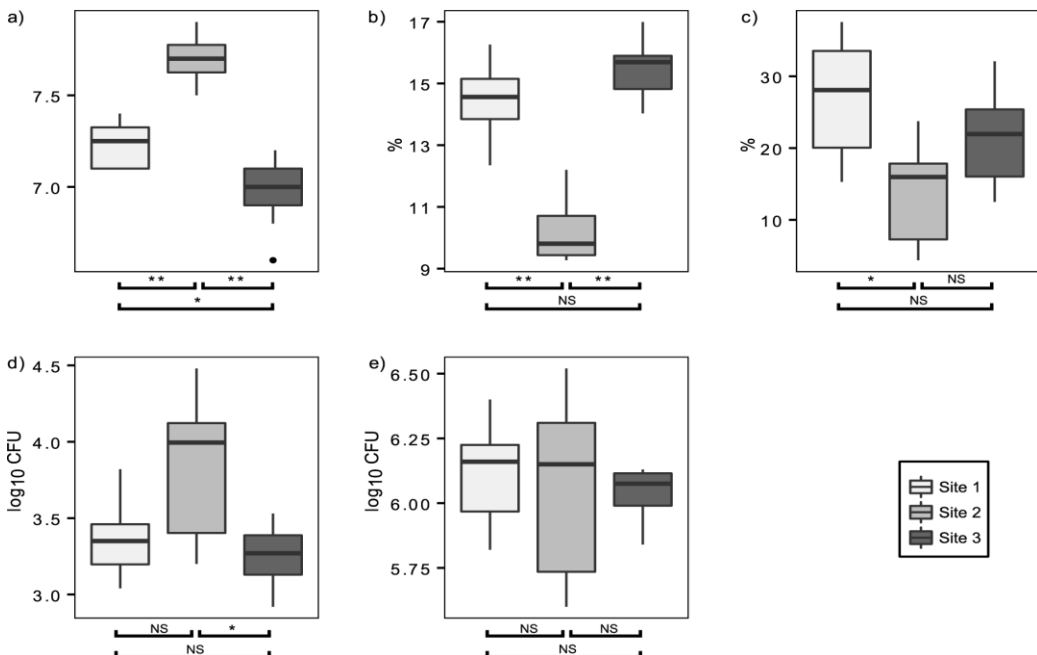 a)
7.5
7.0
** **
*
b)
17
15
13
11
9
%
** **
NS
c)
30
20
10
%
* NS
NS
d)
4.5
4.0
3.5
3.0
log10 CFU
NS *
NS
e)
6.50
6.25
6.00
5.75
log10 CFU
NS NS
NS
Site 1
Site 2
Site 3